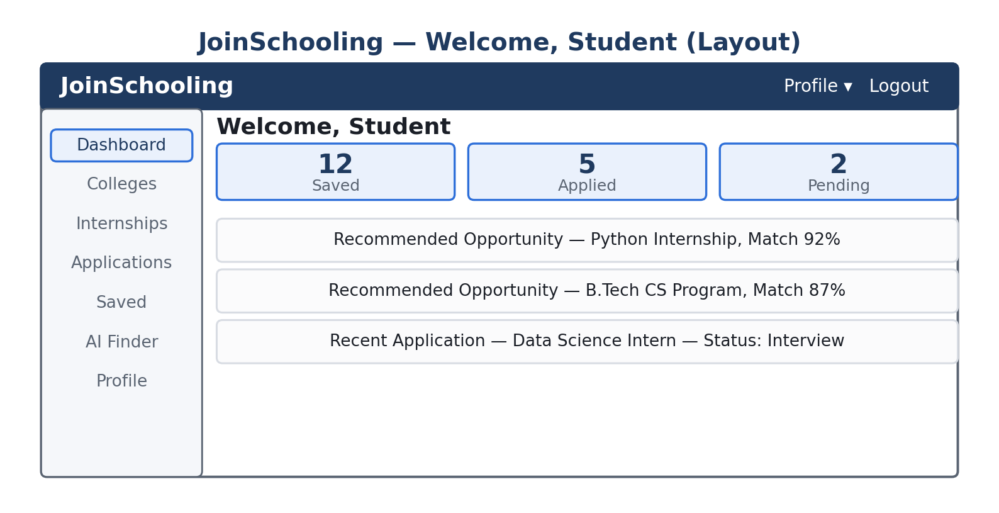 JoinSchooling — Welcome, Student (Layout)
JoinSchooling
Profile ▾ Logout
Dashboard
Colleges
Internships
Applications
Saved
AI Finder
Profile
Welcome, Student
12
Saved
5
Applied
2
Pending
Recommended Opportunity — Python Internship, Match 92%
Recommended Opportunity — B.Tech CS Program, Match 87%
Recent Application — Data Science Intern — Status: Interview